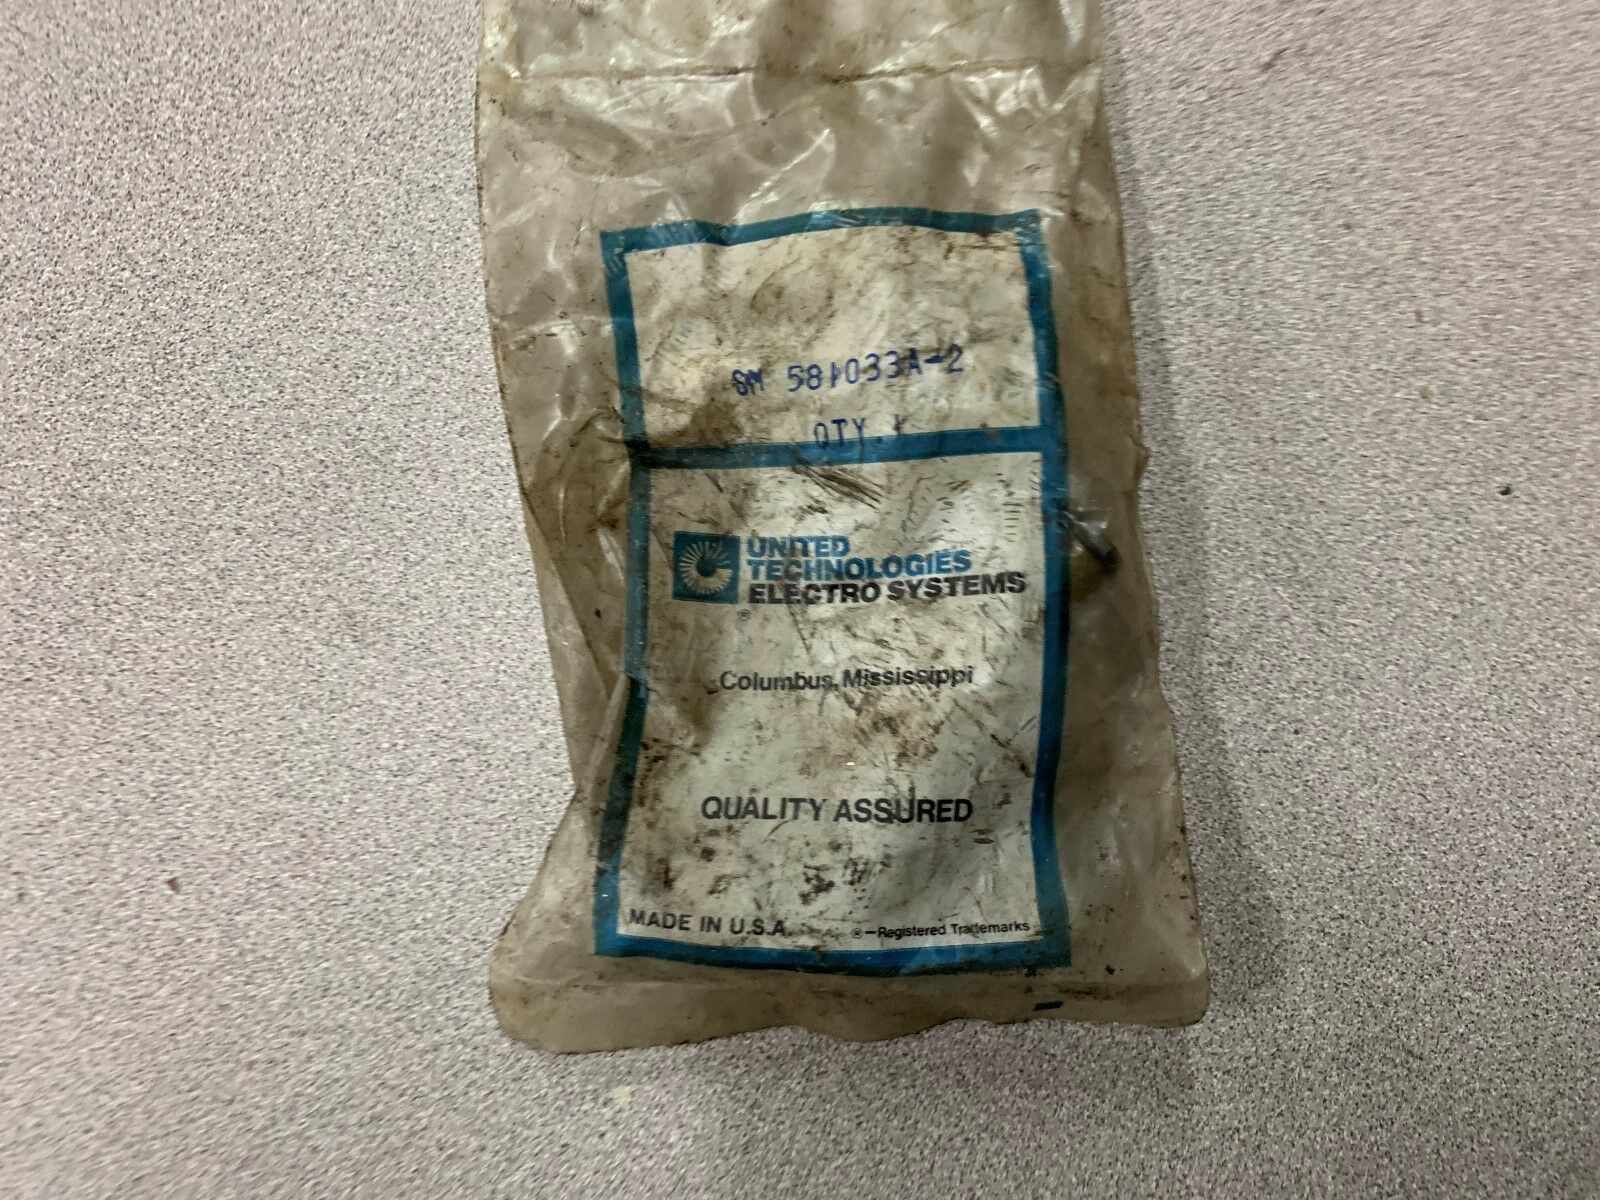 SM 581033A-2
QTY. 1
UNITED
TECHNOLOGIES
ELECTRO SYSTEMS
®
Columbus, Mississippi
QUALITY ASSURED
MADE IN U.S.A.
®—Registered Trademarks